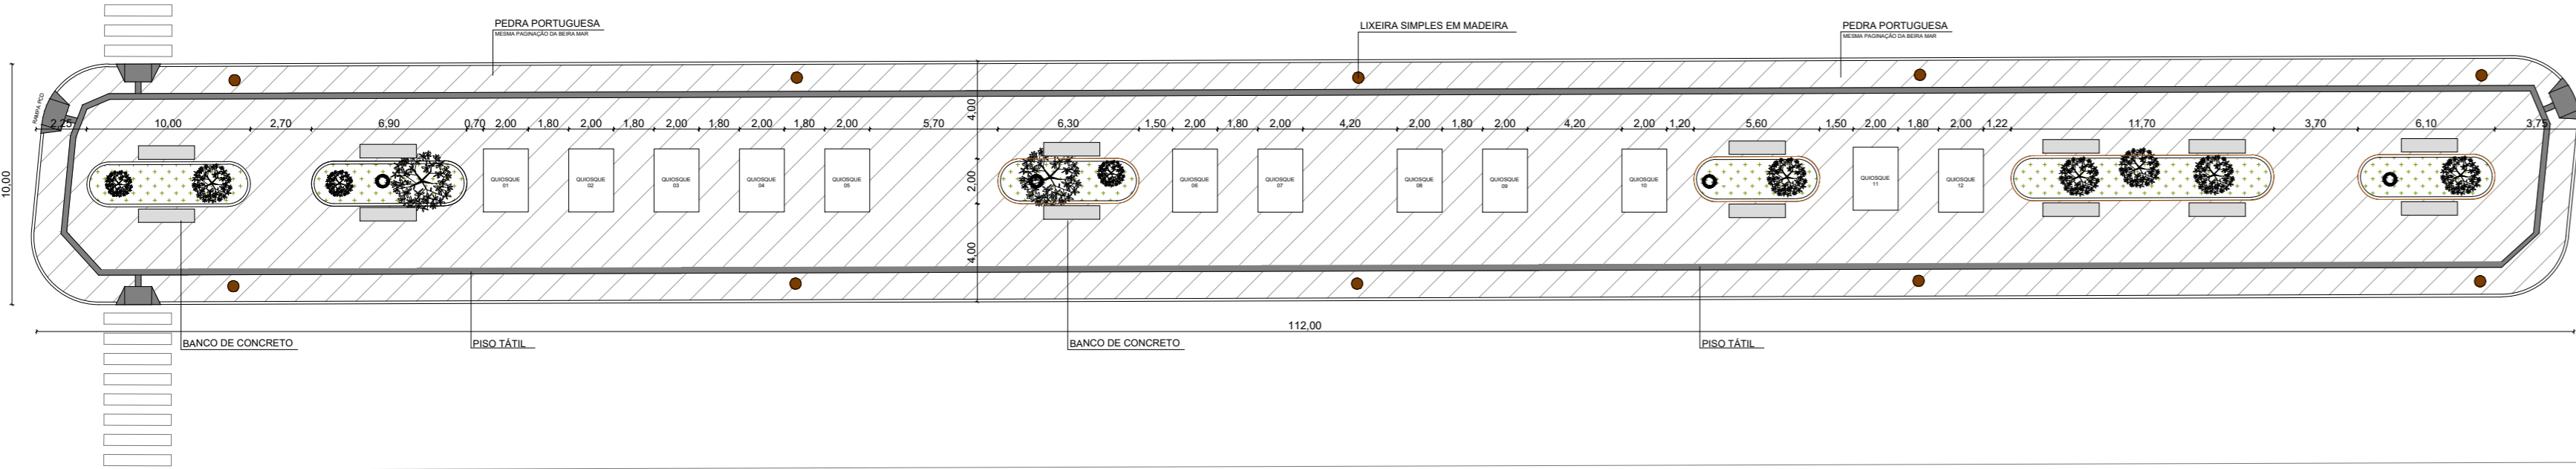 PEDRA PORTUGUESA
MESMA PAGINAÇÃO DA BEIRA MAR
LIXEIRA SIMPLES EM MADEIRA
PEDRA PORTUGUESA
MESMA PAGINAÇÃO DA BEIRA MAR
RAMPA PCD
10,00
4,00
2,25 10,00 2,70 6,90 0,70 2,00 1,80 2,00 1,80 2,00 1,80 2,00 1,80 2,00 5,70 6,30 1,50 2,00 1,80 2,00 4,20 2,00 1,80 2,00 4,20 2,00 1,20 5,60 1,50 2,00 1,80 2,00 1,22 11,70 3,70 6,10 3,75
QUIOSQUE
01
QUIOSQUE
02
QUIOSQUE
03
QUIOSQUE
04
QUIOSQUE
05
2,00
QUIOSQUE
06
QUIOSQUE
07
QUIOSQUE
08
QUIOSQUE
09
QUIOSQUE
10
QUIOSQUE
11
QUIOSQUE
12
4,00
112,00
BANCO DE CONCRETO
PISO TÁTIL
BANCO DE CONCRETO
PISO TÁTIL